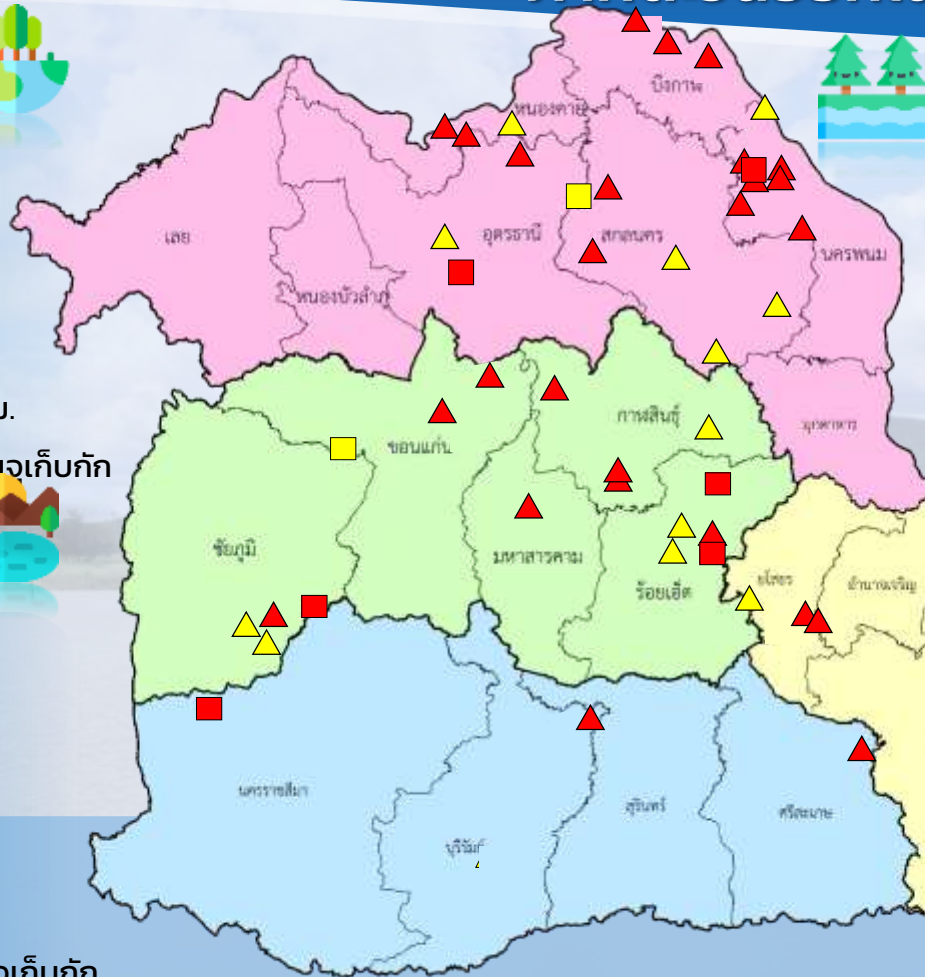 บึงกาฬ
หนองคาย
เลย
อุดรธานี
สกลนคร
นครพนม
หนองบัวลำภู
มุกดาหาร
กาฬสินธุ์
ขอนแก่น
จุเก็บกัก
ชัยภูมิ
มหาสารคาม
ร้อยเอ็ด
ยโสธร
อำนาจเจริญ
นครราชสีมา
สุรินทร์
ศรีสะเกษ
บุรีรัมย์
เก็บกัก